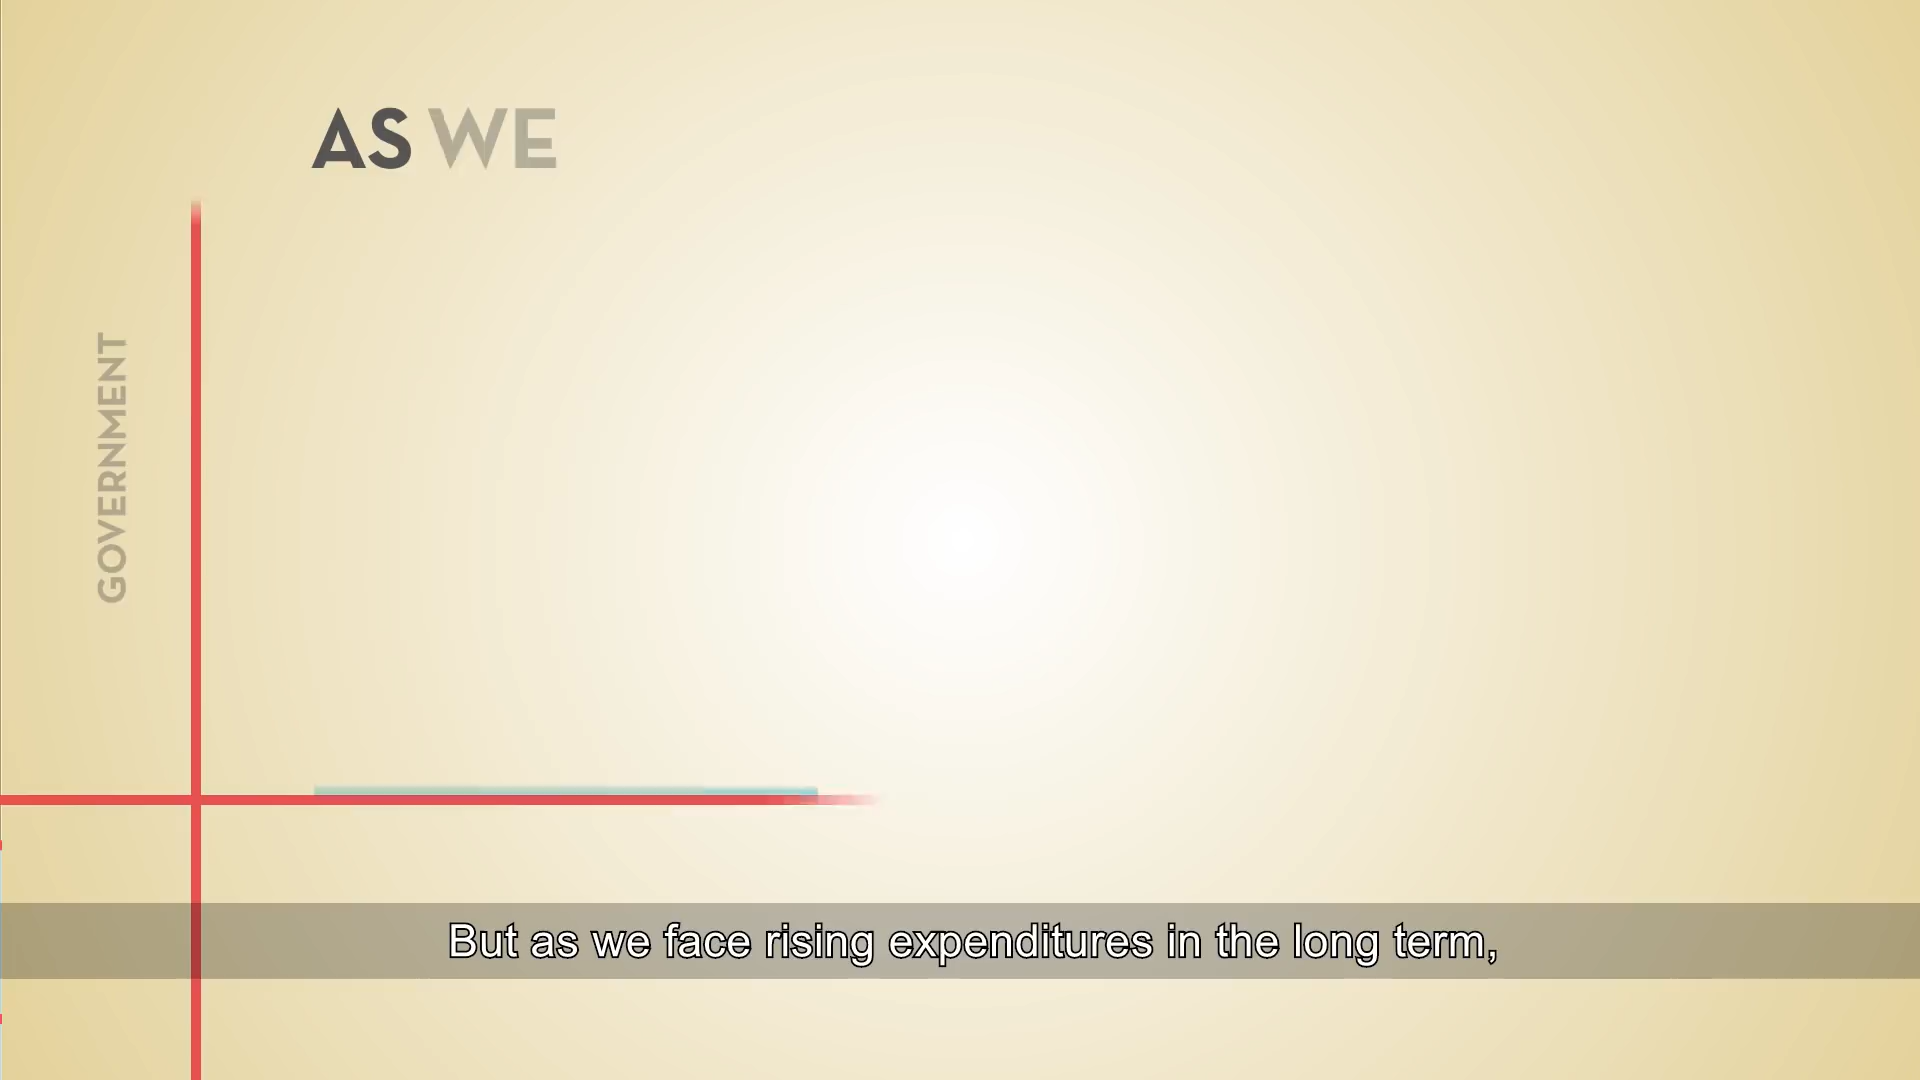 AS WE
GOVERNMENT
But as we face rising expenditures in the long term,